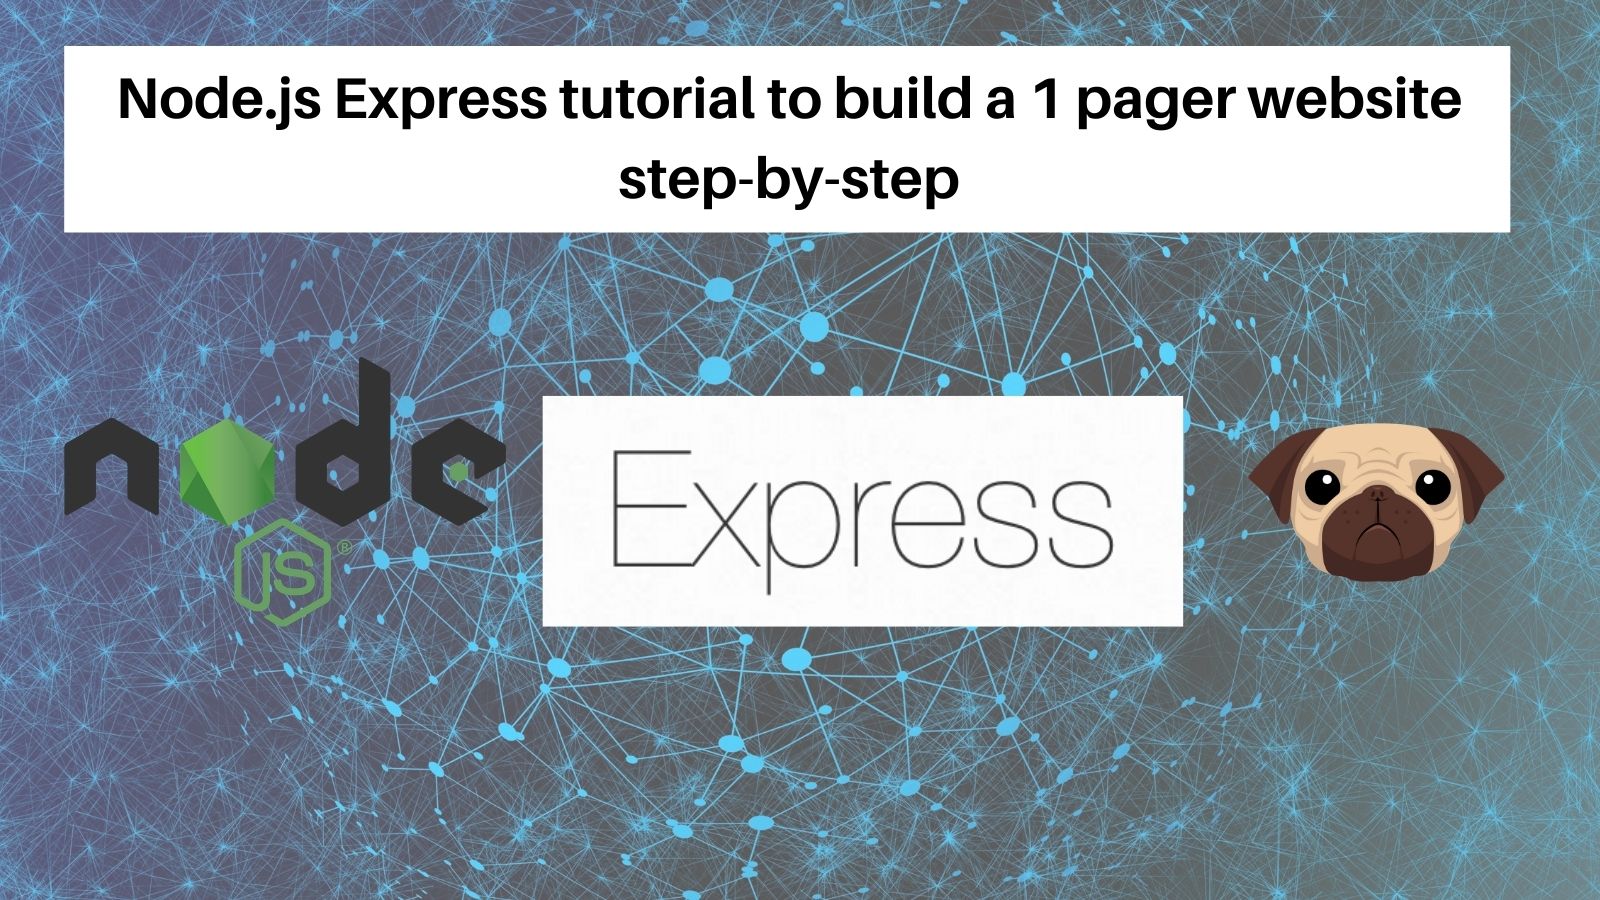 Node.js Express tutorial to build a 1 pager website
step-by-step
node
JS®
Express